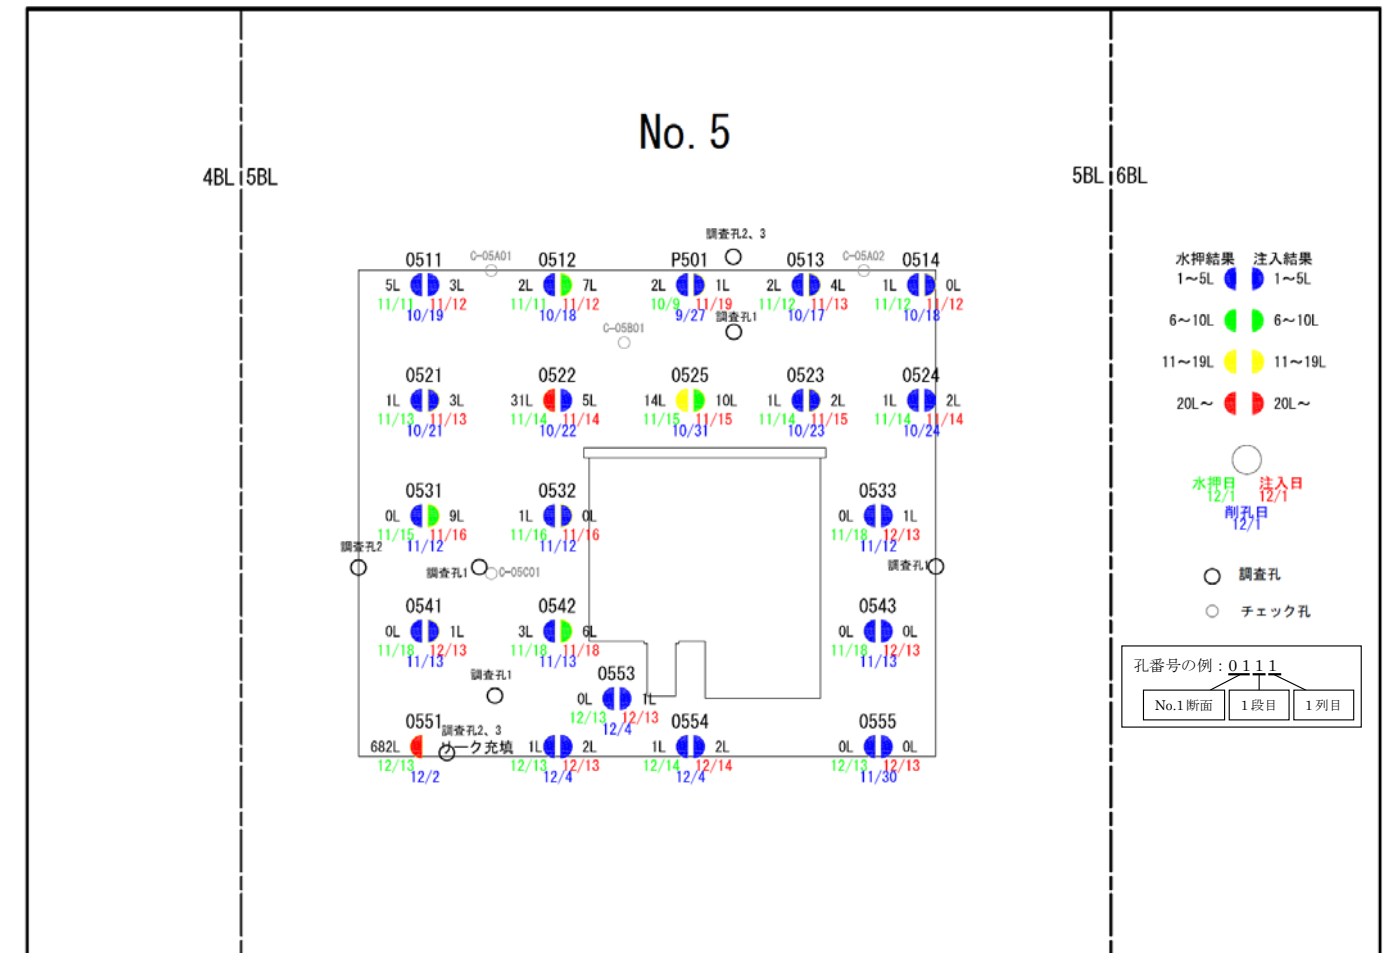 No. 5
4BL 5BL
5BL 6BL
調査孔2、3
0511 C-05A01 0512 P501 0513 C-05A02 0514
5L 3L 2L 7L 2L 1L 2L 4L 1L 0L
11/11 11/12 11/11 11/12 10/9 11/19 11/12 11/13 11/12 11/12
10/19 10/18 9/27 10/17 10/18
調査孔1
C-05B01
0521 0522 0525 0523 0524
1L 3L 31L 5L 14L 10L 1L 2L 1L 2L
11/13 11/13 11/14 11/14 11/15 11/15 11/14 11/15 11/14 11/14
10/21 10/22 10/31 10/23 10/24
0531 0532 0533
0L 9L 1L 0L 0L 1L
11/15 11/16 11/16 11/16 11/18 12/13
11/12 11/12 11/12
調査孔2
調査孔1 C-05C01 調査孔1
0541 0542 0543
0L 1L 3L 6L 0L 0L
11/18 12/13 11/18 11/18 11/18 12/13
11/13 11/13 11/13
調査孔1 0553
0L 1L
12/13 12/13
12/4
0551 調査孔2、3 0554 0555
682L リーク充填 1L 2L 1L 2L 0L 0L
12/13 12/13 12/13 12/14 12/14 12/13 12/13
12/2 12/4 12/4 11/30
水押結果 注入結果
1～5L 1～5L
6～10L 6～10L
11～19L 11～19L
20L～ 20L～
水押日 注入日
12/1 12/1
削孔日
12/1
調査孔
チェック孔
孔番号の例：0 1 1 1
No.1断面 1段目 1列目